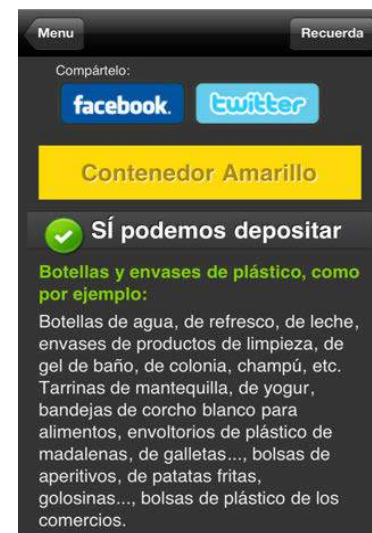 Menu
Recuerda
Compártelo:
facebook.
twitter
Contenedor Amarillo
SÍ podemos depositar
Botellas y envases de plástico, como
por ejemplo:
Botellas de agua, de refresco, de leche,
envases de productos de limpieza, de
gel de baño, de colonia, champú, etc.
Tarrinas de mantequilla, de yogur,
bandejas de corcho blanco para
alimentos, envoltorios de plástico de
madalenas, de galletas..., bolsas de
aperitivos, de patatas fritas,
golosinas..., bolsas de plástico de los
comercios.